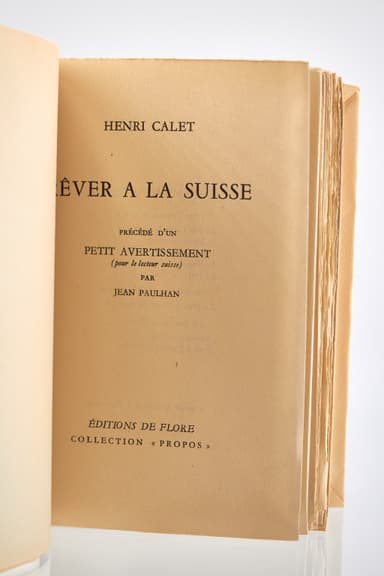 HENRI CALET
RÊVER A LA SUISSE
PRÉCÉDÉ D'UN
PETIT AVERTISSEMENT
(pour le lecteur suisse)
PAR
JEAN PAULHAN
ÉDITIONS DE FLORE
COLLECTION « PROPOS »